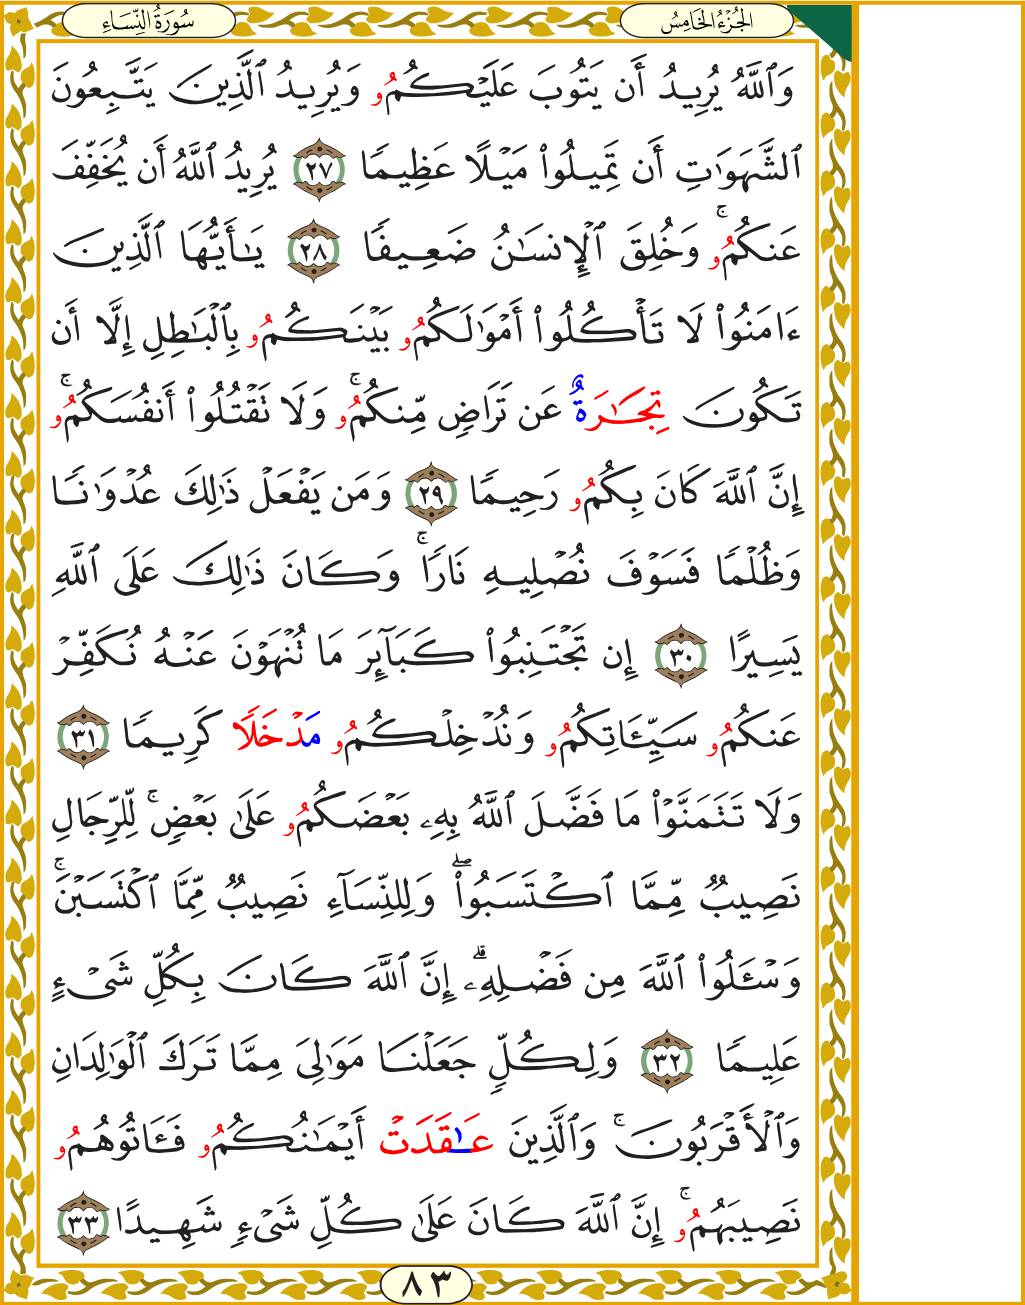 الجُزْءُ الخَامِسُ
سُورَةُ النِّسَاءِ
وَٱللَّهُ يُرِيدُ أَن يَتُوبَ عَلَيْكُمُو وَيُرِيدُ ٱلَّذِينَ يَتَّبِعُونَ
ٱلشَّهَوَٰتِ أَن تَمِيلُوا۟ مَيْلًا عَظِيمًا ٢٧ يُرِيدُ ٱللَّهُ أَن يُخَفِّفَ
عَنكُمُوۚ وَخُلِقَ ٱلْإِنسَـٰنُ ضَعِيفًا ٢٨ يَـٰٓأَيُّهَا ٱلَّذِينَ
ءَامَنُوا۟ لَا تَأْكُلُوٓا۟ أَمْوَٰلَكُمُو بَيْنَكُمُو بِٱلْبَـٰطِلِ إِلَّآ أَن
تَكُونَ تِجَـٰرَةٌ عَن تَرَاضٍ مِّنكُمُوۚ وَلَا تَقْتُلُوٓا۟ أَنفُسَكُمُوۚ
إِنَّ ٱللَّهَ كَانَ بِكُمُو رَحِيمًا ٢٩ وَمَن يَفْعَلْ ذَٰلِكَ عُدْوَٰنًا
وَظُلْمًا فَسَوْفَ نُصْلِيهِ نَارًاۚ وَكَانَ ذَٰلِكَ عَلَى ٱللَّهِ
يَسِيرًا ٣٠ إِن تَجْتَنِبُوا۟ كَبَآئِرَ مَا تُنْهَوْنَ عَنْهُ نُكَفِّرْ
عَنكُمُو سَيِّـَٔاتِكُمُو وَنُدْخِلْكُمُو مَدْخَلًا كَرِيمًا ٣١
وَلَا تَتَمَنَّوْا۟ مَا فَضَّلَ ٱللَّهُ بِهِۦ بَعْضَكُمُو عَلَىٰ بَعْضٍۚ لِّلرِّجَالِ
نَصِيبٌ مِّمَّا ٱكْتَسَبُوا۟ۖ وَلِلنِّسَآءِ نَصِيبٌ مِّمَّا ٱكْتَسَبْنَۚ
وَسْـَٔلُوا۟ ٱللَّهَ مِن فَضْلِهِۦٓۗ إِنَّ ٱللَّهَ كَانَ بِكُلِّ شَىْءٍ
عَلِيمًا ٣٢ وَلِكُلٍّ جَعَلْنَا مَوَٰلِىَ مِمَّا تَرَكَ ٱلْوَٰلِدَانِ
وَٱلْأَقْرَبُونَۚ وَٱلَّذِينَ عَـٰقَدَتْ أَيْمَـٰنُكُمُو فَـَٔاتُوهُمُو
نَصِيبَهُمُوۚ إِنَّ ٱللَّهَ كَانَ عَلَىٰ كُلِّ شَىْءٍ شَهِيدًا ٣٣
٨٣